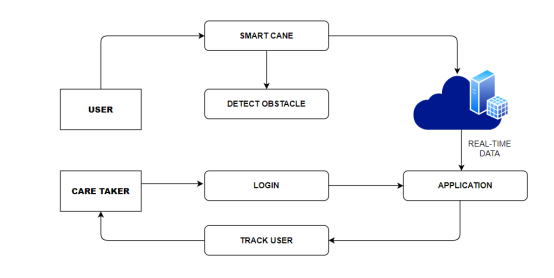 SMART CANE
USER
DETECT OBSTACLE
REAL-TIME
DATA
CARE TAKER
LOGIN
APPLICATION
TRACK USER